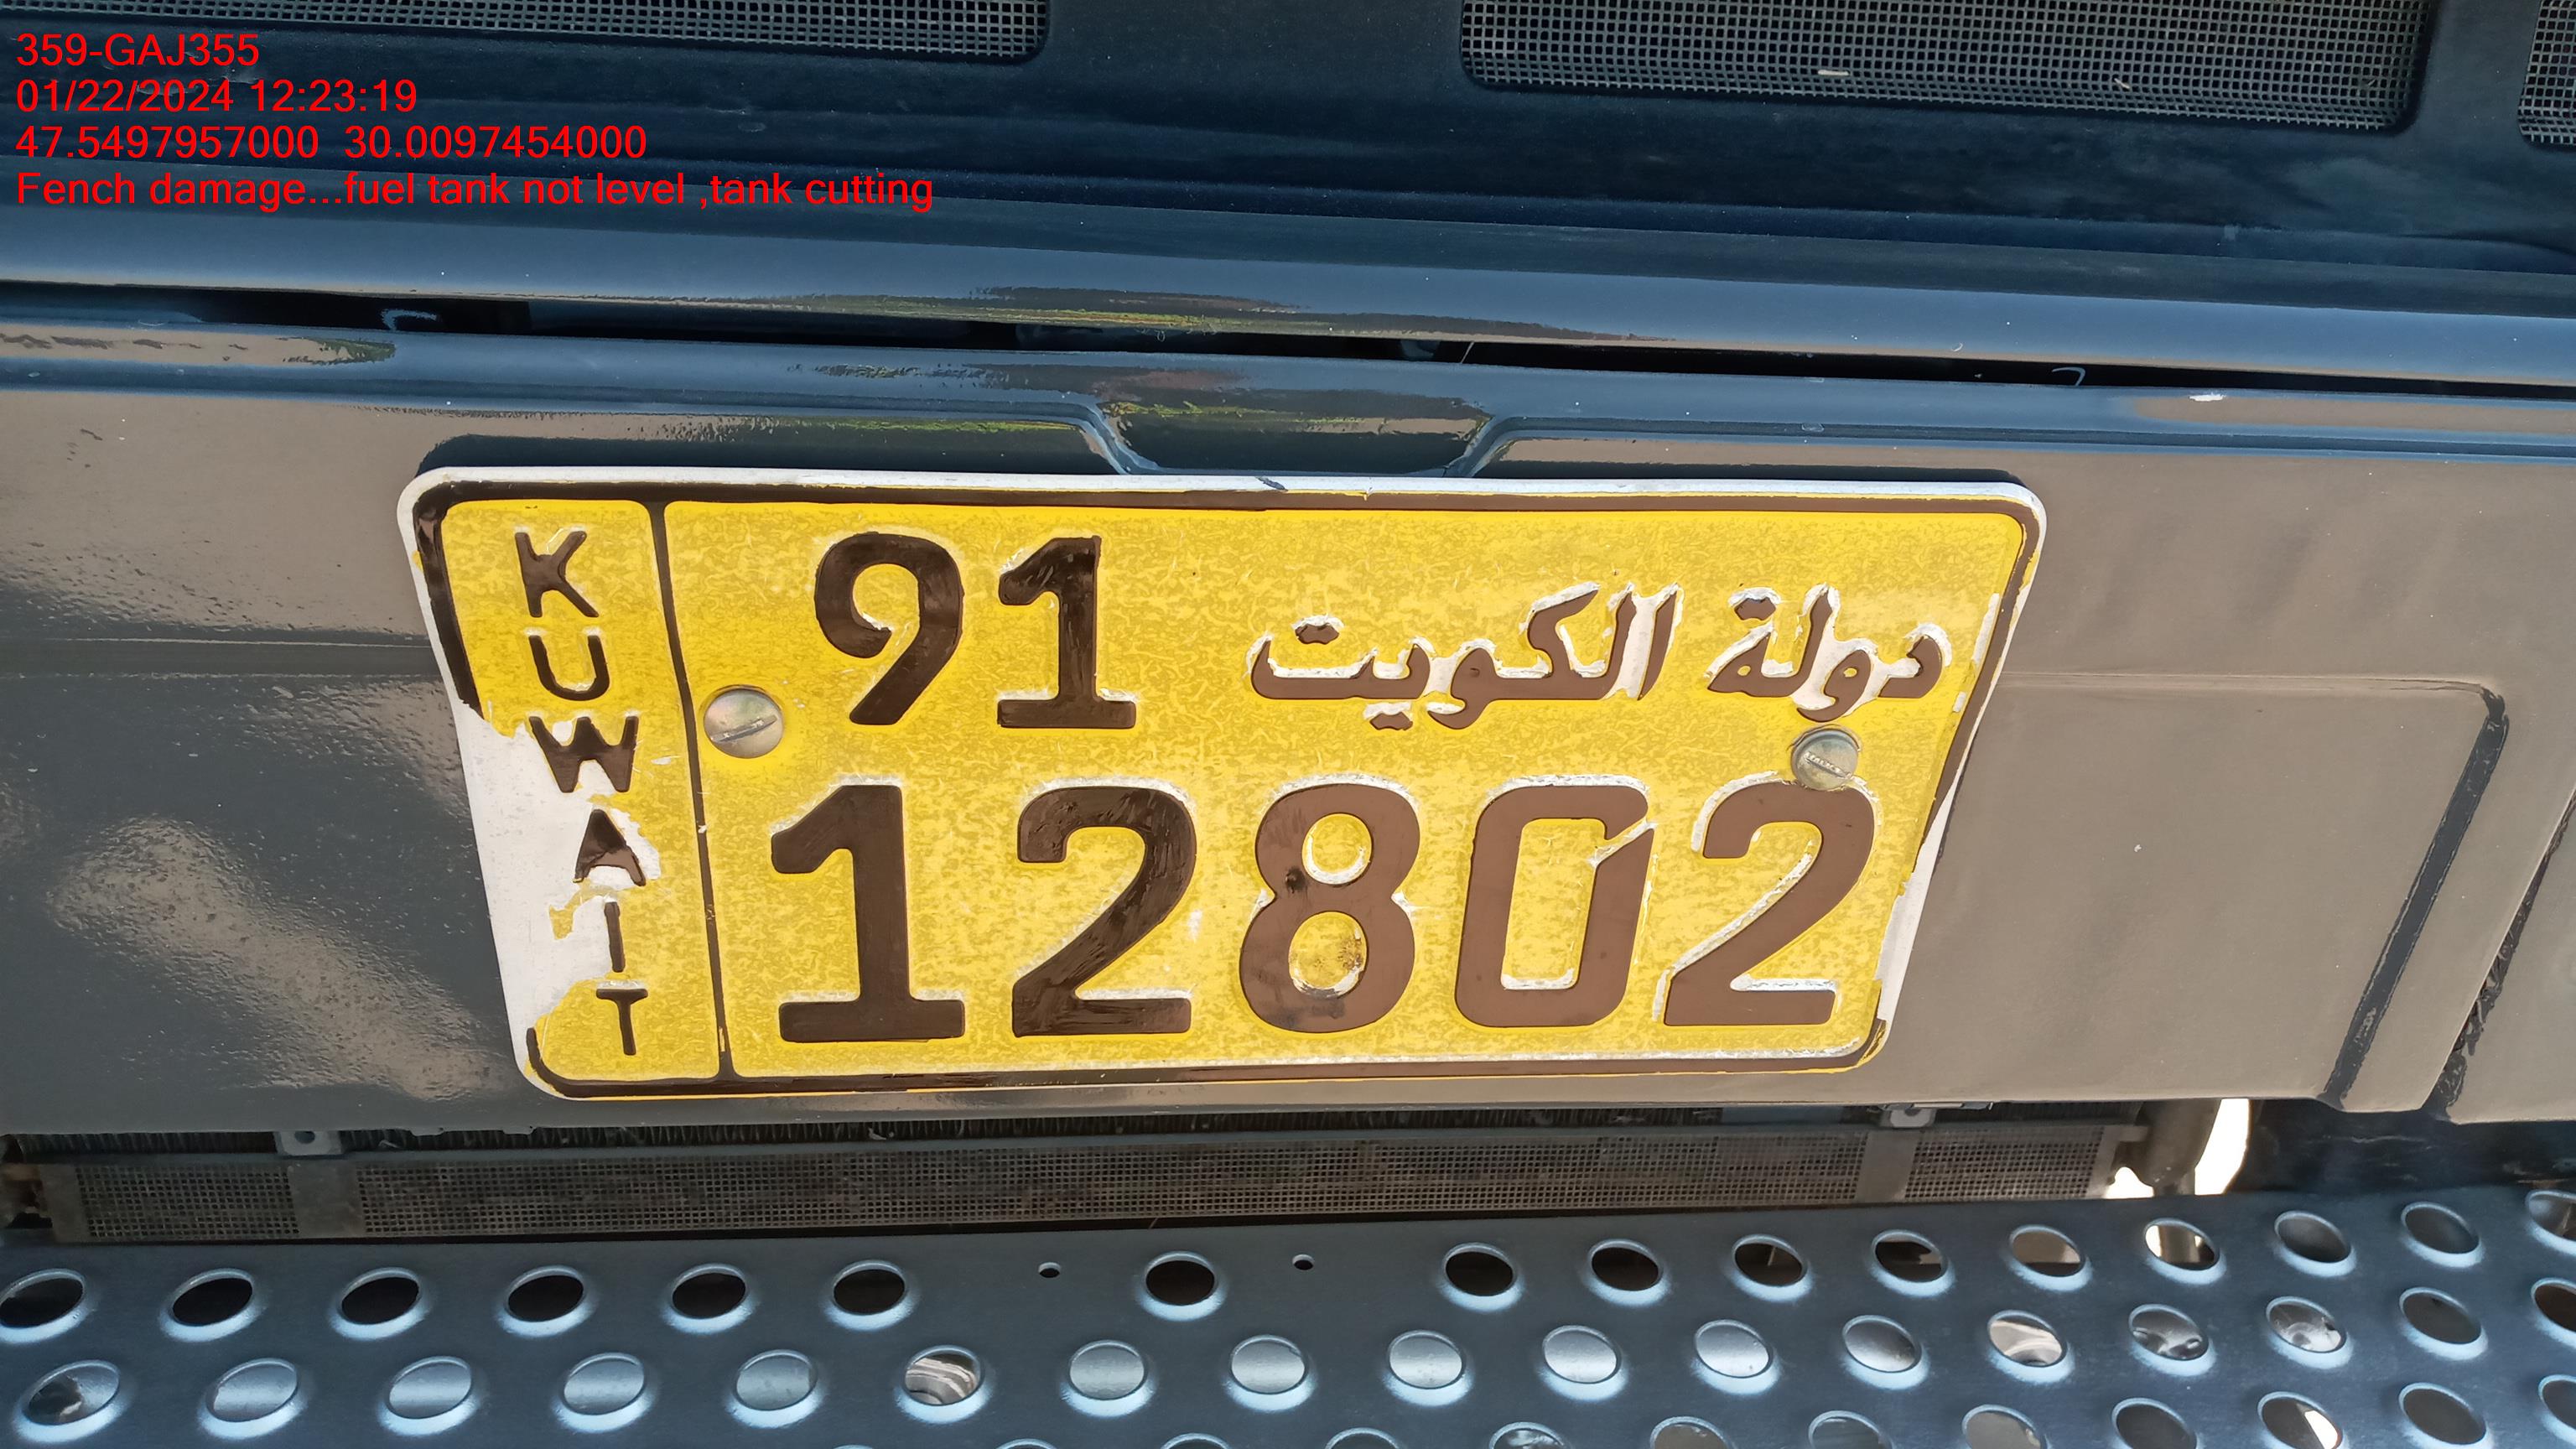 359-GAJ355
01/22/2024 12:23:19
47.5497957000 30.0097454000
Fench damage...fuel tank not level ,tank cutting
KUWAIT
91 دولة الكويت
12802